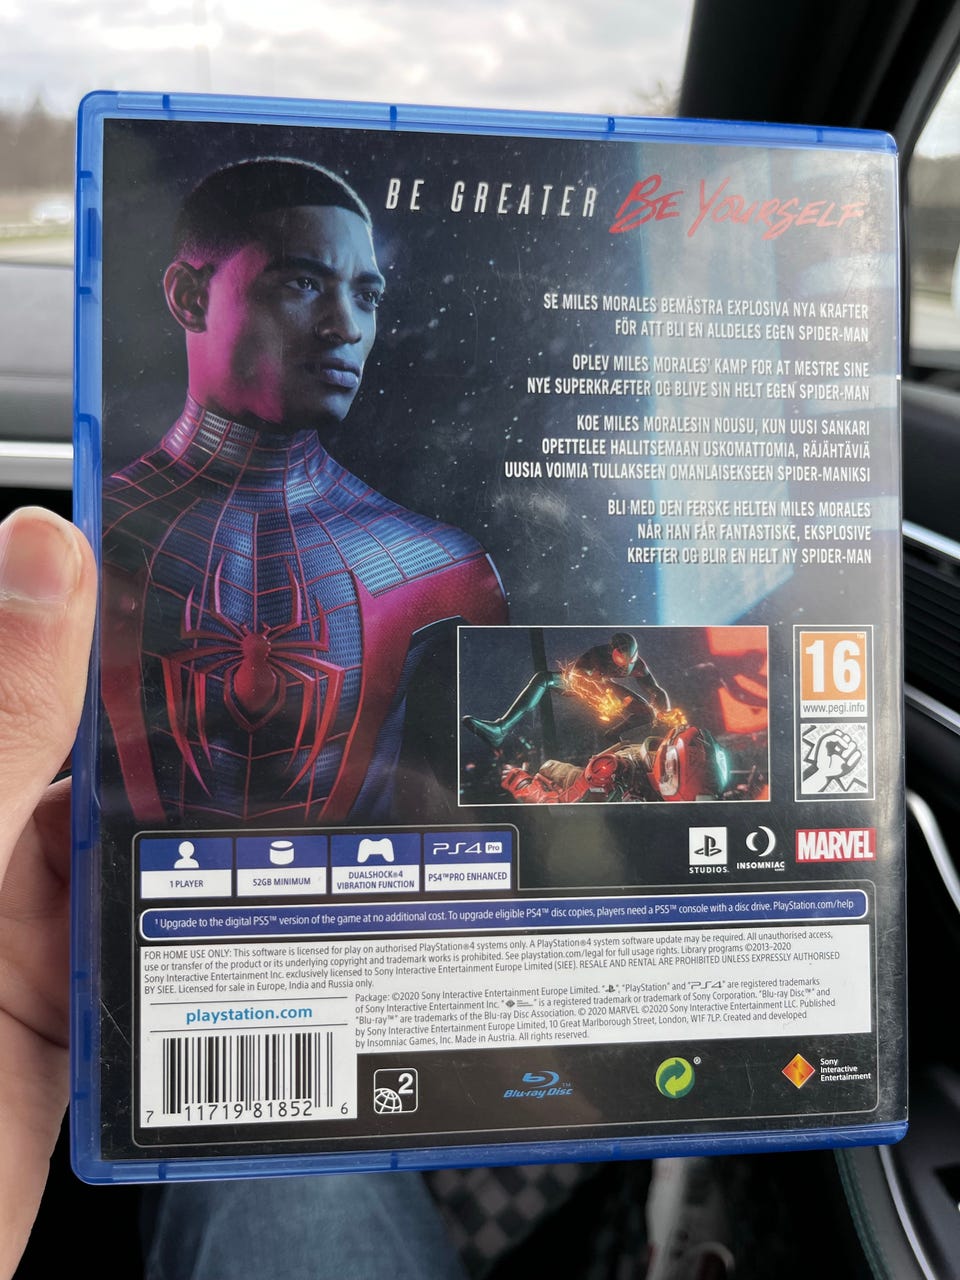 BE GREATER BE YOURSELF
SE MILES MORALES BEMÄSTRA EXPLOSIVA NYA KRAFTER
FÖR ATT BLI EN ALLDELES EGEN SPIDER-MAN
OPLEV MILES MORALES' KAMP FOR AT MESTRE SINE
NYE SUPERKRÆFTER OG BLIVE SIN HELT EGEN SPIDER-MAN
KOE MILES MORALESIN NOUSU, KUN UUSI SANKARI
OPETTELEE HALLITSEMAAN USKOMATTOMIA, RÄJÄHTÄVIÄ
UUSIA VOIMIA TULLAKSEEN OMANLAISEKSEEN SPIDER-MANIKSI
BLI MED DEN FERSKE HELTEN MILES MORALES
NÅR HAN FÅR FANTASTISKE, EKSPLOSIVE
KREFTER OG BLIR EN HELT NY SPIDER-MAN
16™
www.pegi.info
1 PLAYER
52GB MINIMUM
DUALSHOCK®4
VIBRATION FUNCTION
PS4 Pro
PS4™PRO ENHANCED
PS
STUDIOS
INSOMNIAC
GAMES
MARVEL
¹ Upgrade to the digital PS5™ version of the game at no additional cost. To upgrade eligible PS4™ disc copies, players need a PS5™ console with a disc drive. PlayStation.com/help
FOR HOME USE ONLY: This software is licensed for play on authorised PlayStation®4 systems only. A PlayStation®4 system software update may be required. All unauthorised access,
use or transfer of the product or its underlying copyright and trademark works is prohibited. See playstation.com/legal for full usage rights. Library programs ©2013-2020
Sony Interactive Entertainment Inc. exclusively licensed to Sony Interactive Entertainment Europe Limited (SIEE). RESALE AND RENTAL ARE PROHIBITED UNLESS EXPRESSLY AUTHORISED
BY SIEE. Licensed for sale in Europe, India and Russia only.
Package: ©2020 Sony Interactive Entertainment Europe Limited. "PS", "PlayStation" and "PS4" are registered trademarks
of Sony Interactive Entertainment Inc. " " is a registered trademark or trademark of Sony Corporation. "Blu-ray Disc™" and
"Blu-ray™" are trademarks of the Blu-ray Disc Association. © 2020 MARVEL ©2020 Sony Interactive Entertainment LLC. Published
by Sony Interactive Entertainment Europe Limited, 10 Great Marlborough Street, London, W1F 7LP. Created and developed
by Insomniac Games, Inc. Made in Austria. All rights reserved.
playstation.com
7 11719 81852 6
2
Blu-ray Disc™
®
Sony
Interactive
Entertainment